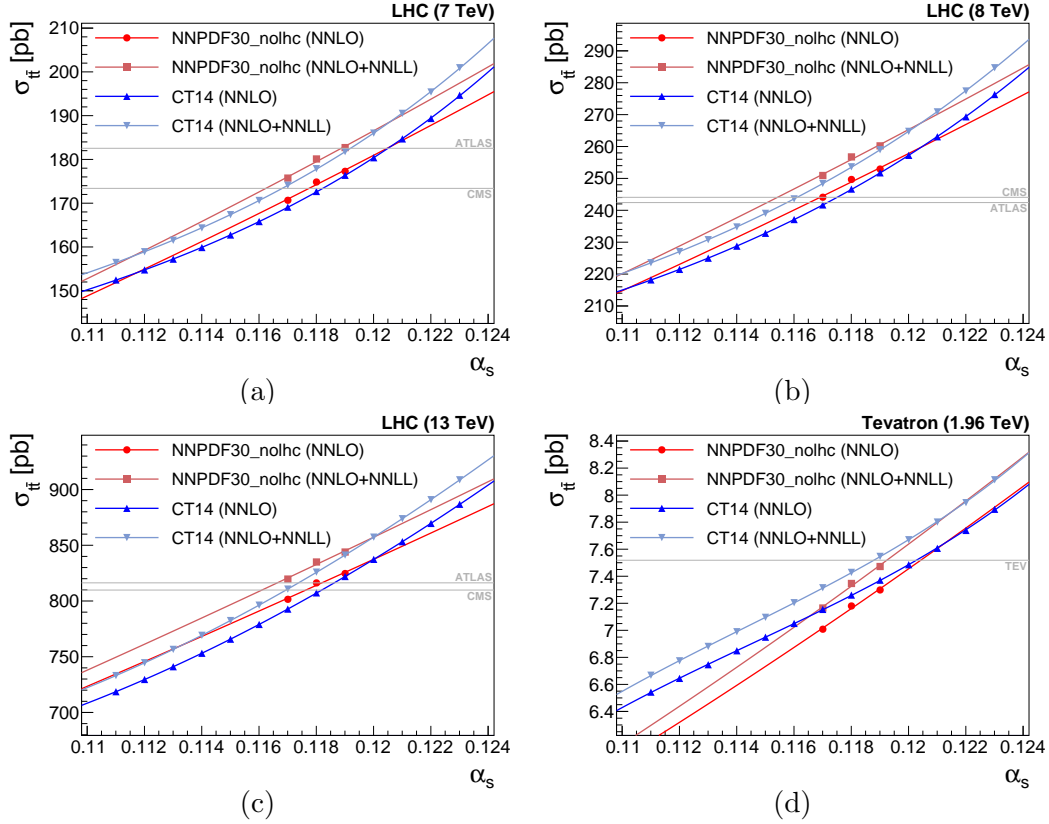 LHC (7 TeV)
σ_tt̄ [pb]
210
200
190
180
170
160
150
NNPDF30_nolhc (NNLO)
NNPDF30_nolhc (NNLO+NNLL)
CT14 (NNLO)
CT14 (NNLO+NNLL)
ATLAS
CMS
0.11 0.112 0.114 0.116 0.118 0.12 0.122 0.124
α_s
(a)
LHC (8 TeV)
σ_tt̄ [pb]
290
280
270
260
250
240
230
220
210
NNPDF30_nolhc (NNLO)
NNPDF30_nolhc (NNLO+NNLL)
CT14 (NNLO)
CT14 (NNLO+NNLL)
CMS
ATLAS
0.11 0.112 0.114 0.116 0.118 0.12 0.122 0.124
α_s
(b)
LHC (13 TeV)
σ_tt̄ [pb]
900
850
800
750
700
NNPDF30_nolhc (NNLO)
NNPDF30_nolhc (NNLO+NNLL)
CT14 (NNLO)
CT14 (NNLO+NNLL)
ATLAS
CMS
0.11 0.112 0.114 0.116 0.118 0.12 0.122 0.124
α_s
(c)
Tevatron (1.96 TeV)
σ_tt̄ [pb]
8.4
8.2
8
7.8
7.6
7.4
7.2
7
6.8
6.6
6.4
NNPDF30_nolhc (NNLO)
NNPDF30_nolhc (NNLO+NNLL)
CT14 (NNLO)
CT14 (NNLO+NNLL)
TEV
0.11 0.112 0.114 0.116 0.118 0.12 0.122 0.124
α_s
(d)